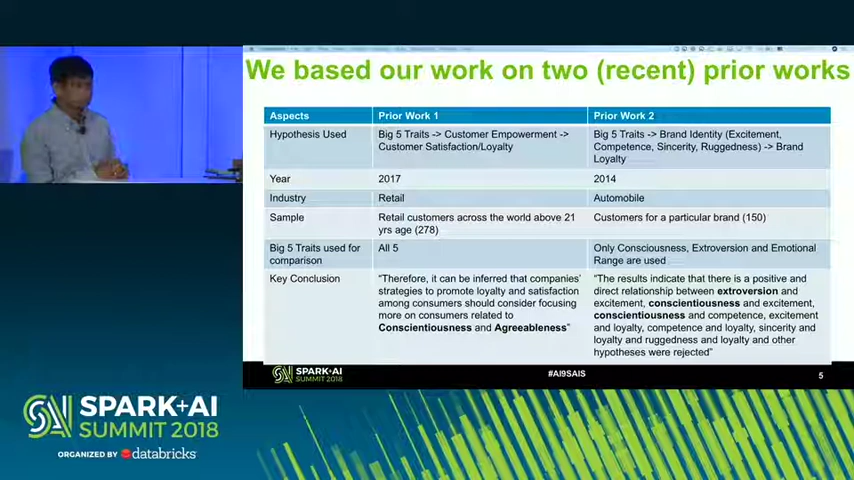 We based our work on two (recent) prior works
Aspects
Prior Work 1
Prior Work 2
Hypothesis Used
Big 5 Traits -> Customer Empowerment ->
Customer Satisfaction/Loyalty
Big 5 Traits -> Brand Identity (Excitement,
Competence, Sincerity, Ruggedness) -> Brand
Loyalty
Year
2017
2014
Industry
Retail
Automobile
Sample
Retail customers across the world above 21
yrs age (278)
Customers for a particular brand (150)
Big 5 Traits used for
comparison
All 5
Only Consciousness, Extroversion and Emotional
Range are used
Key Conclusion
“Therefore, it can be inferred that companies’
strategies to promote loyalty and satisfaction
among consumers should consider focusing
more on consumers related to
Conscientiousness and Agreeableness”
“The results indicate that there is a positive and
direct relationship between extroversion and
excitement, conscientiousness and excitement,
conscientiousness and competence, excitement
and loyalty, competence and loyalty, sincerity and
loyalty and ruggedness and loyalty and other
hypotheses were rejected”
SPARK+AI
SUMMIT 2018
#AI9SAIS
5
SPARK+AI
SUMMIT 2018
ORGANIZED BY databricks